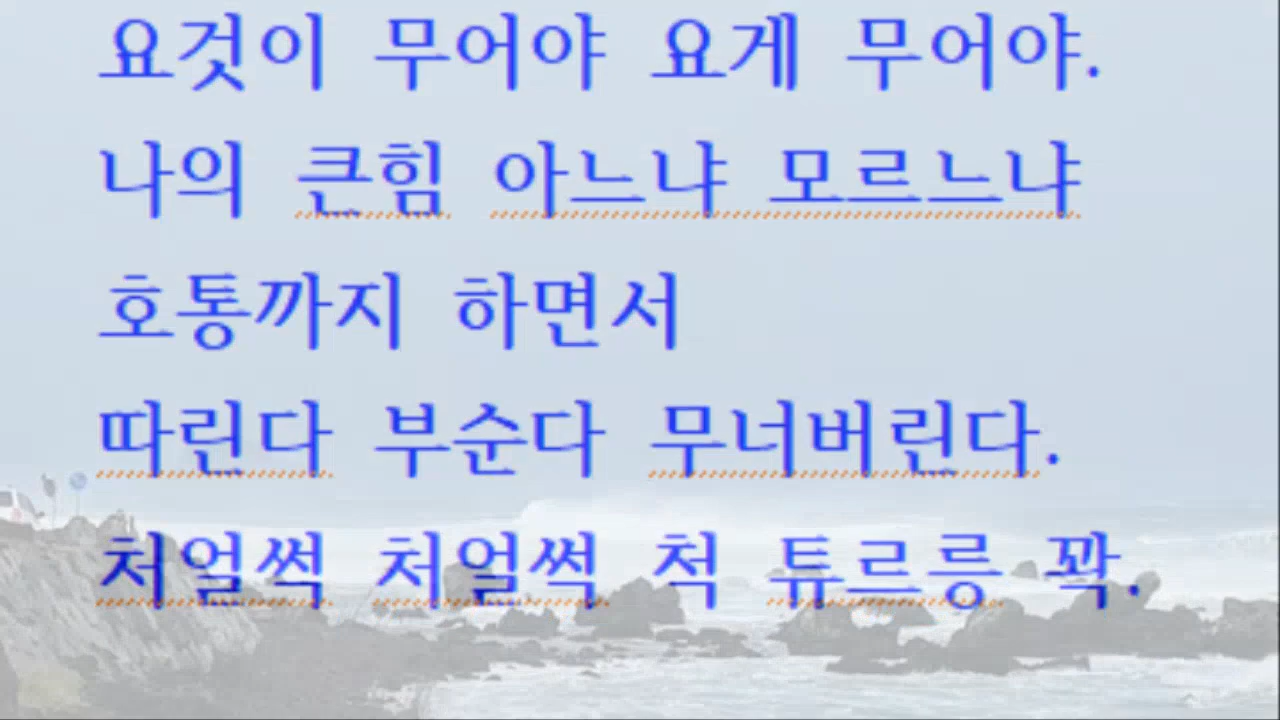 요것이 무어야 요게 무어야.
나의 큰힘 아느냐 모르느냐
호통까지 하면서
따린다 부순다 무너버린다.
처얼썩 처얼썩 척 튜르릉 꽉.